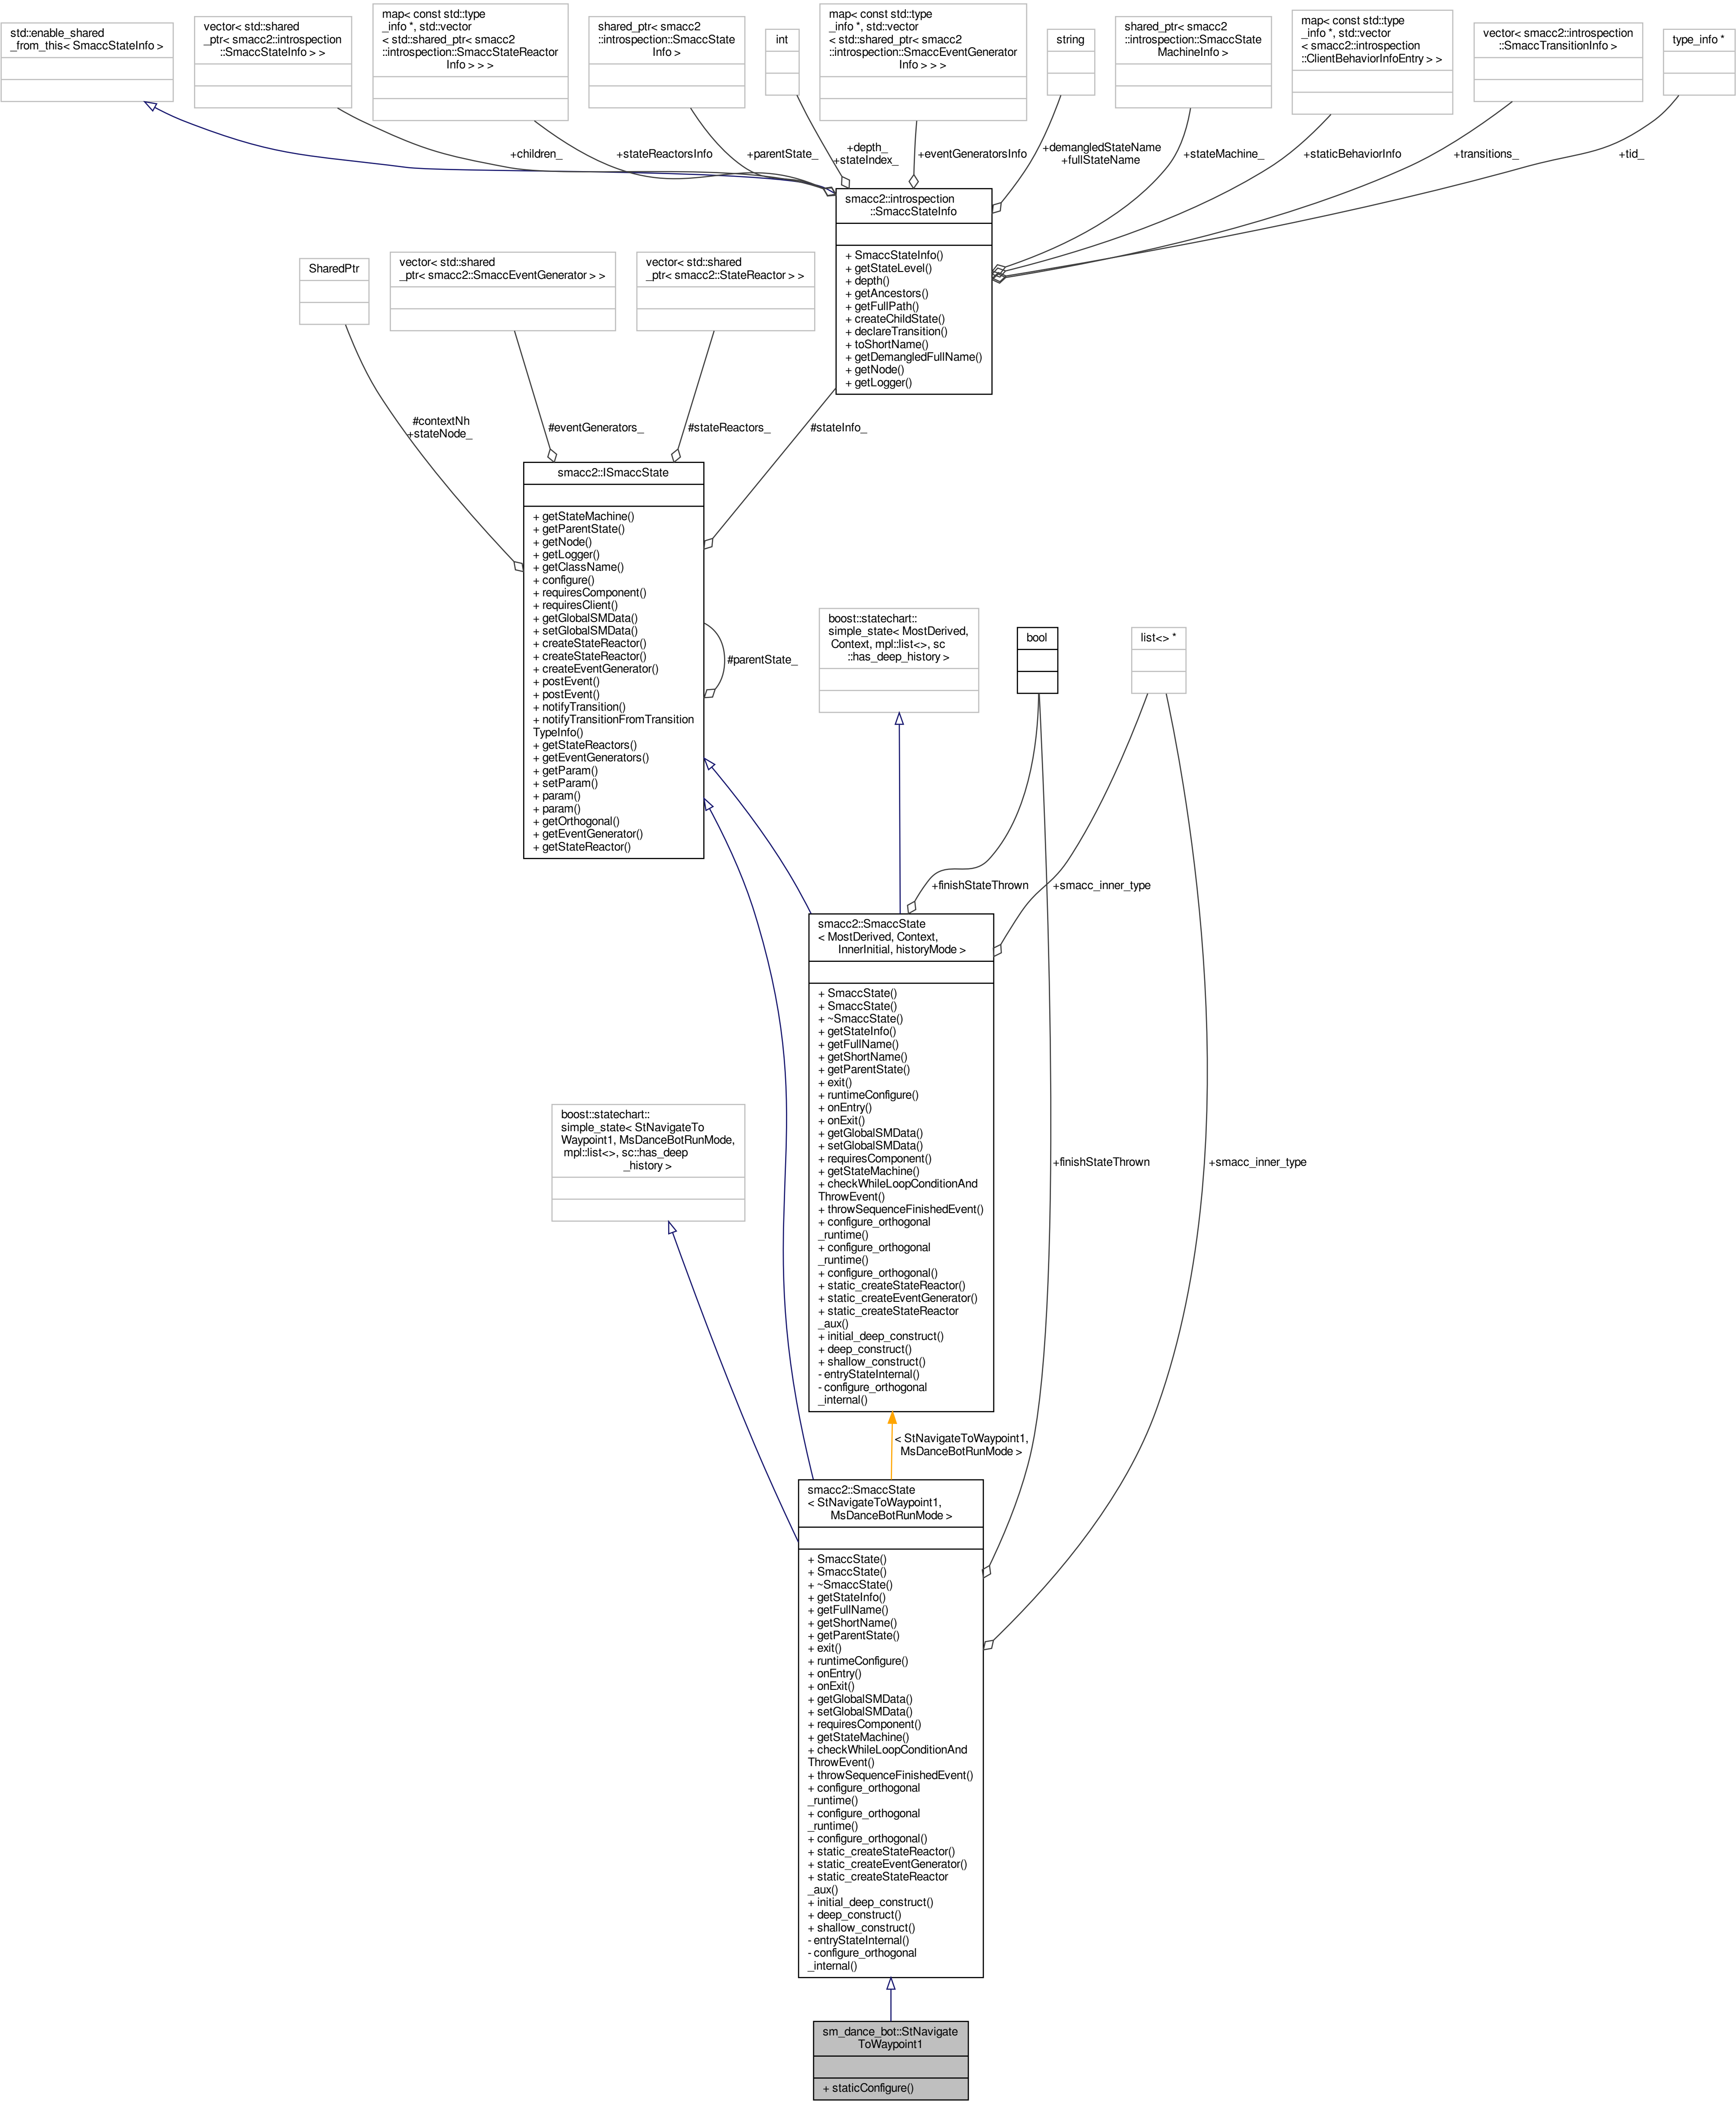 std::enable_shared
_from_this< SmaccStateInfo >
vector< std::shared
_ptr< smacc2::introspection
::SmaccStateInfo > >
map< const std::type
_info *, std::vector
< std::shared_ptr< smacc2
::introspection::SmaccStateReactor
Info > > >
shared_ptr< smacc2
::introspection::SmaccState
Info >
int
map< const std::type
_info *, std::vector
< std::shared_ptr< smacc2
::introspection::SmaccEventGenerator
Info > > >
string
shared_ptr< smacc2
::introspection::SmaccState
MachineInfo >
map< const std::type
_info *, std::vector
< smacc2::introspection
::ClientBehaviorInfoEntry > >
vector< smacc2::introspection
::SmaccTransitionInfo >
type_info *
+children_
+stateReactorsInfo
+parentState_
+depth_
+stateIndex_
+eventGeneratorsInfo
+demangledStateName
+fullStateName
+stateMachine_
+staticBehaviorInfo
+transitions_
+tid_
smacc2::introspection
::SmaccStateInfo
+ SmaccStateInfo()
+ getStateLevel()
+ depth()
+ getAncestors()
+ getFullPath()
+ createChildState()
+ declareTransition()
+ toShortName()
+ getDemangledFullName()
+ getNode()
+ getLogger()
SharedPtr
vector< std::shared
_ptr< smacc2::SmaccEventGenerator > >
vector< std::shared
_ptr< smacc2::StateReactor > >
#contextNh
+stateNode_
#eventGenerators_
#stateReactors_
#stateInfo_
smacc2::ISmaccState
+ getStateMachine()
+ getParentState()
+ getNode()
+ getLogger()
+ getClassName()
+ configure()
+ requiresComponent()
+ requiresClient()
+ getGlobalSMData()
+ setGlobalSMData()
+ createStateReactor()
+ createStateReactor()
+ createEventGenerator()
+ postEvent()
+ postEvent()
+ notifyTransition()
+ notifyTransitionFromTransition
TypeInfo()
+ getStateReactors()
+ getEventGenerators()
+ getParam()
+ setParam()
+ param()
+ param()
+ getOrthogonal()
+ getEventGenerator()
+ getStateReactor()
#parentState_
boost::statechart::
simple_state< MostDerived,
Context, mpl::list<>, sc
::has_deep_history >
bool
list<> *
+finishStateThrown
+smacc_inner_type
smacc2::SmaccState
< MostDerived, Context,
InnerInitial, historyMode >
+ SmaccState()
+ SmaccState()
+ ~SmaccState()
+ getStateInfo()
+ getFullName()
+ getShortName()
+ getParentState()
+ exit()
+ runtimeConfigure()
+ onEntry()
+ onExit()
+ getGlobalSMData()
+ setGlobalSMData()
+ requiresComponent()
+ getStateMachine()
+ checkWhileLoopConditionAnd
ThrowEvent()
+ throwSequenceFinishedEvent()
+ configure_orthogonal
_runtime()
+ configure_orthogonal
_runtime()
+ configure_orthogonal()
+ static_createStateReactor()
+ static_createEventGenerator()
+ static_createStateReactor
_aux()
+ initial_deep_construct()
+ deep_construct()
+ shallow_construct()
- entryStateInternal()
- configure_orthogonal
_internal()
boost::statechart::
simple_state< StNavigateTo
Waypoint1, MsDanceBotRunMode,
mpl::list<>, sc::has_deep
_history >
+finishStateThrown
+smacc_inner_type
< StNavigateToWaypoint1,
MsDanceBotRunMode >
smacc2::SmaccState
< StNavigateToWaypoint1,
MsDanceBotRunMode >
+ SmaccState()
+ SmaccState()
+ ~SmaccState()
+ getStateInfo()
+ getFullName()
+ getShortName()
+ getParentState()
+ exit()
+ runtimeConfigure()
+ onEntry()
+ onExit()
+ getGlobalSMData()
+ setGlobalSMData()
+ requiresComponent()
+ getStateMachine()
+ checkWhileLoopConditionAnd
ThrowEvent()
+ throwSequenceFinishedEvent()
+ configure_orthogonal
_runtime()
+ configure_orthogonal
_runtime()
+ configure_orthogonal()
+ static_createStateReactor()
+ static_createEventGenerator()
+ static_createStateReactor
_aux()
+ initial_deep_construct()
+ deep_construct()
+ shallow_construct()
- entryStateInternal()
- configure_orthogonal
_internal()
sm_dance_bot::StNavigate
ToWaypoint1
+ staticConfigure()